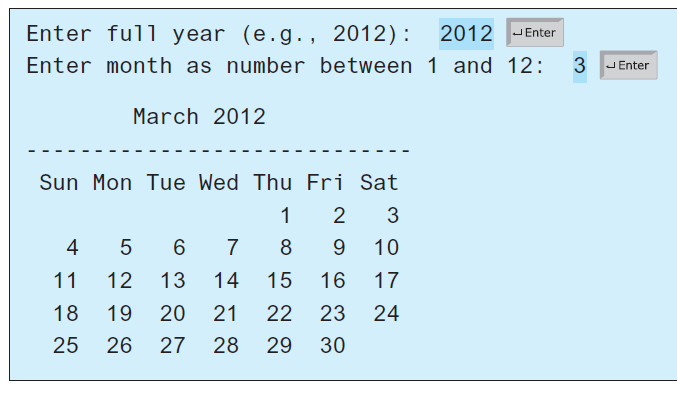 Enter full year (e.g., 2012): 2012 ↵Enter
Enter month as number between 1 and 12: 3 ↵Enter
March 2012
------------------------------
Sun Mon Tue Wed Thu Fri Sat
1 2 3
4 5 6 7 8 9 10
11 12 13 14 15 16 17
18 19 20 21 22 23 24
25 26 27 28 29 30